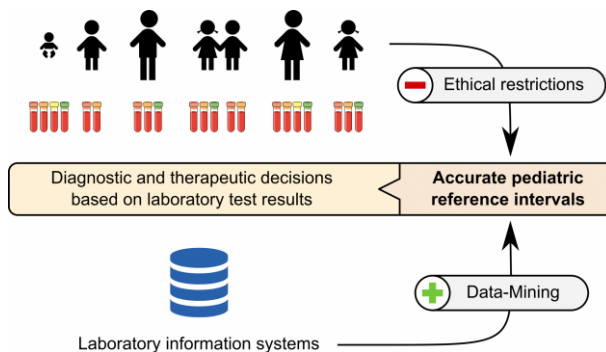 Ethical restrictions
Diagnostic and therapeutic decisions
based on laboratory test results
Accurate pediatric
reference intervals
Data-Mining
Laboratory information systems